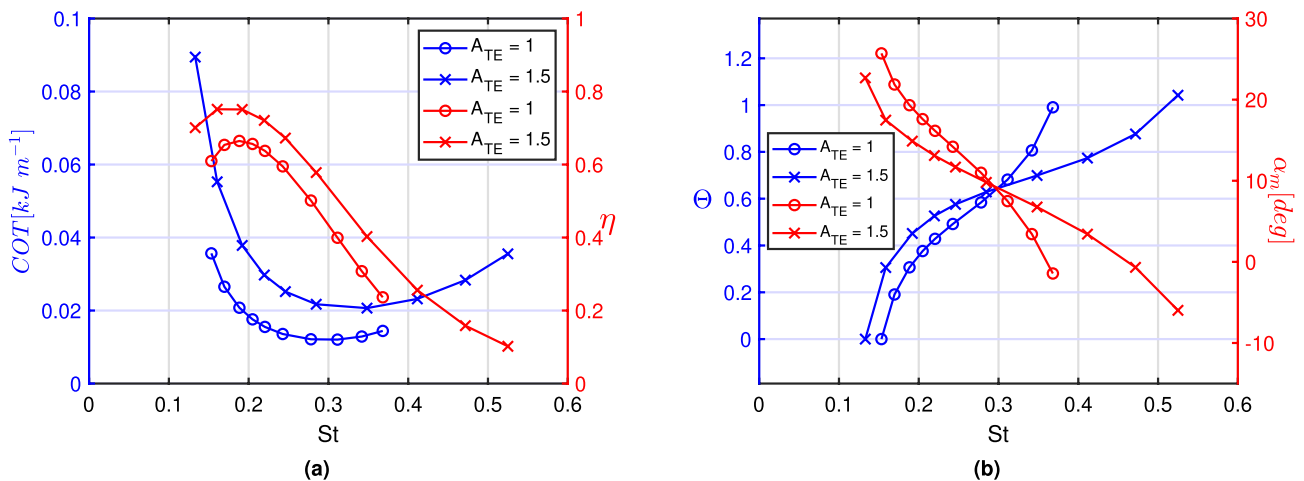 0.1
0.08
0.06
0.04
0.02
0
COT[kJ m⁻¹]
1
0.8
0.6
0.4
0.2
0
η
A_TE = 1
A_TE = 1.5
A_TE = 1
A_TE = 1.5
0 0.1 0.2 0.3 0.4 0.5 0.6
St
(a)
1.2
1
0.8
0.6
0.4
0.2
0
Θ
30
20
10
0
-10
α_m[deg]
A_TE = 1
A_TE = 1.5
A_TE = 1
A_TE = 1.5
0 0.1 0.2 0.3 0.4 0.5 0.6
St
(b)